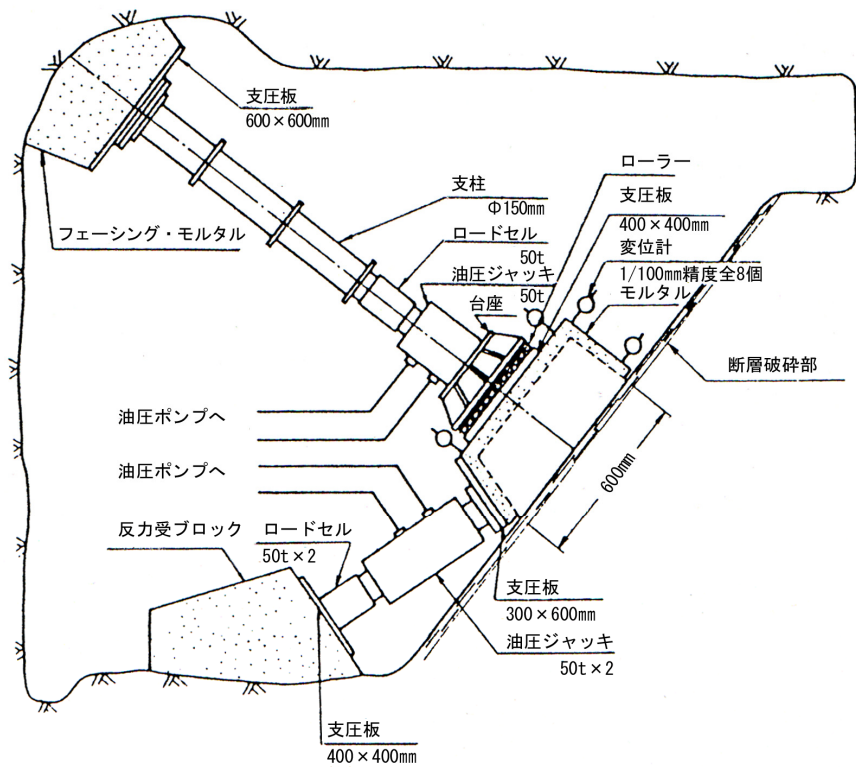 支圧板
600×600mm
ローラー
支圧板
400×400mm
支柱
Φ150mm
フェーシング・モルタル
ロードセル
50t
変位計
1/100mm精度全8個
油圧ジャッキ
50t
モルタル
台座
断層破砕部
油圧ポンプへ
油圧ポンプへ
600mm
反力受ブロック
ロードセル
50t×2
支圧板
300×600mm
油圧ジャッキ
50t×2
支圧板
400×400mm